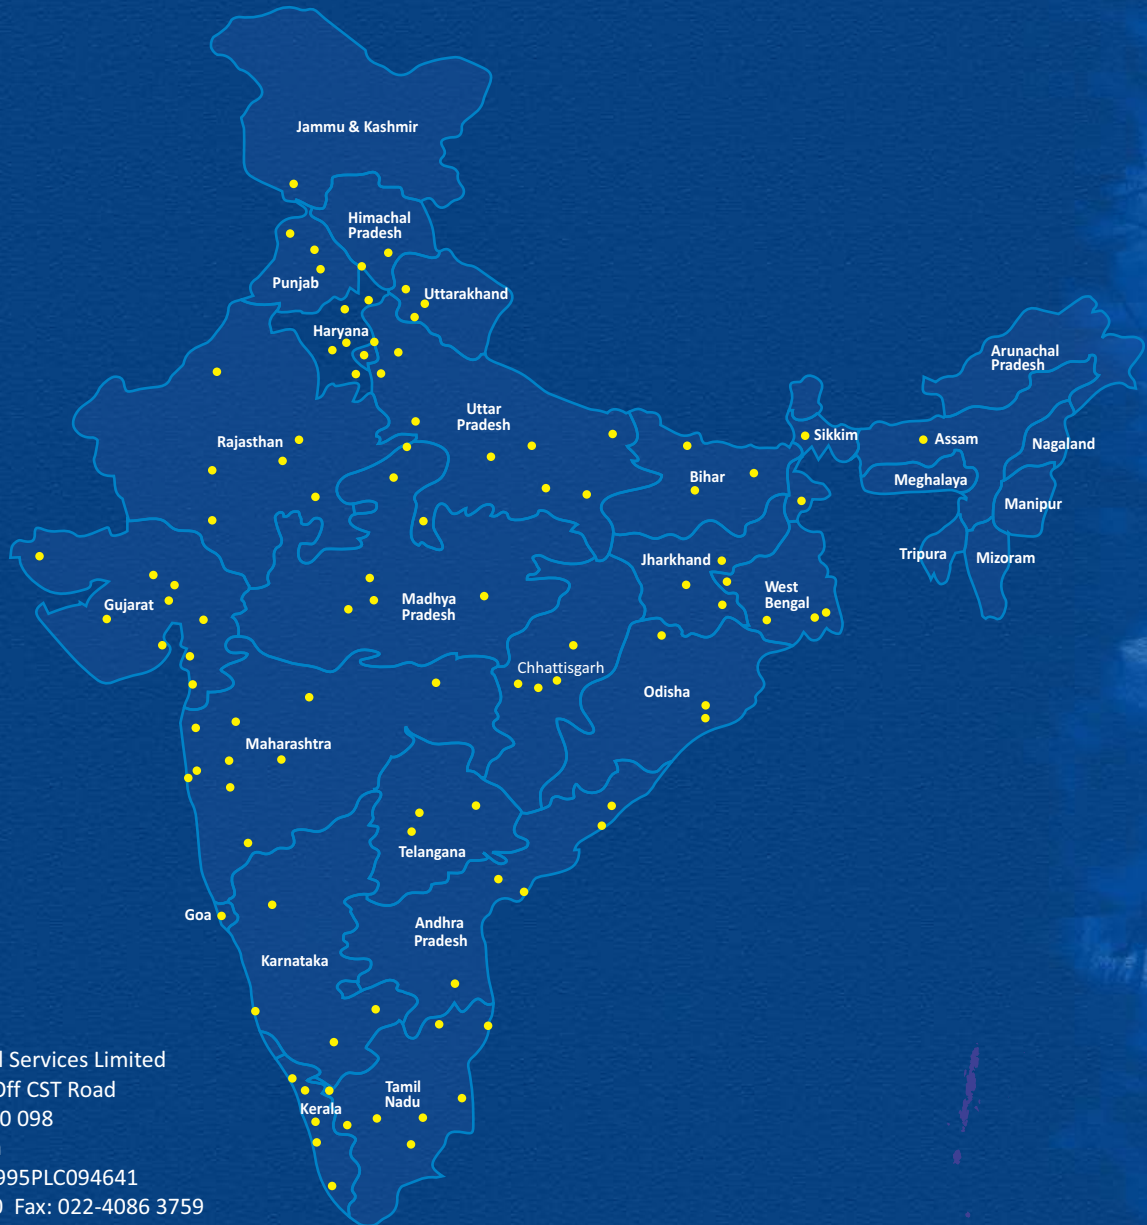 Jammu & Kashmir
Himachal
Pradesh
Punjab
Uttarakhand
Haryana
Arunachal
Pradesh
Uttar
Pradesh
Rajasthan
Sikkim
Assam
Nagaland
Bihar
Meghalaya
Manipur
Jharkhand
Tripura
Mizoram
West
Bengal
Gujarat
Madhya
Pradesh
Chhattisgarh
Odisha
Maharashtra
Telangana
Goa
Andhra
Pradesh
Karnataka
Tamil
Nadu
Kerala
Services Limited
Off CST Road
0 098
995PLC094641
Fax: 022-4086 3759